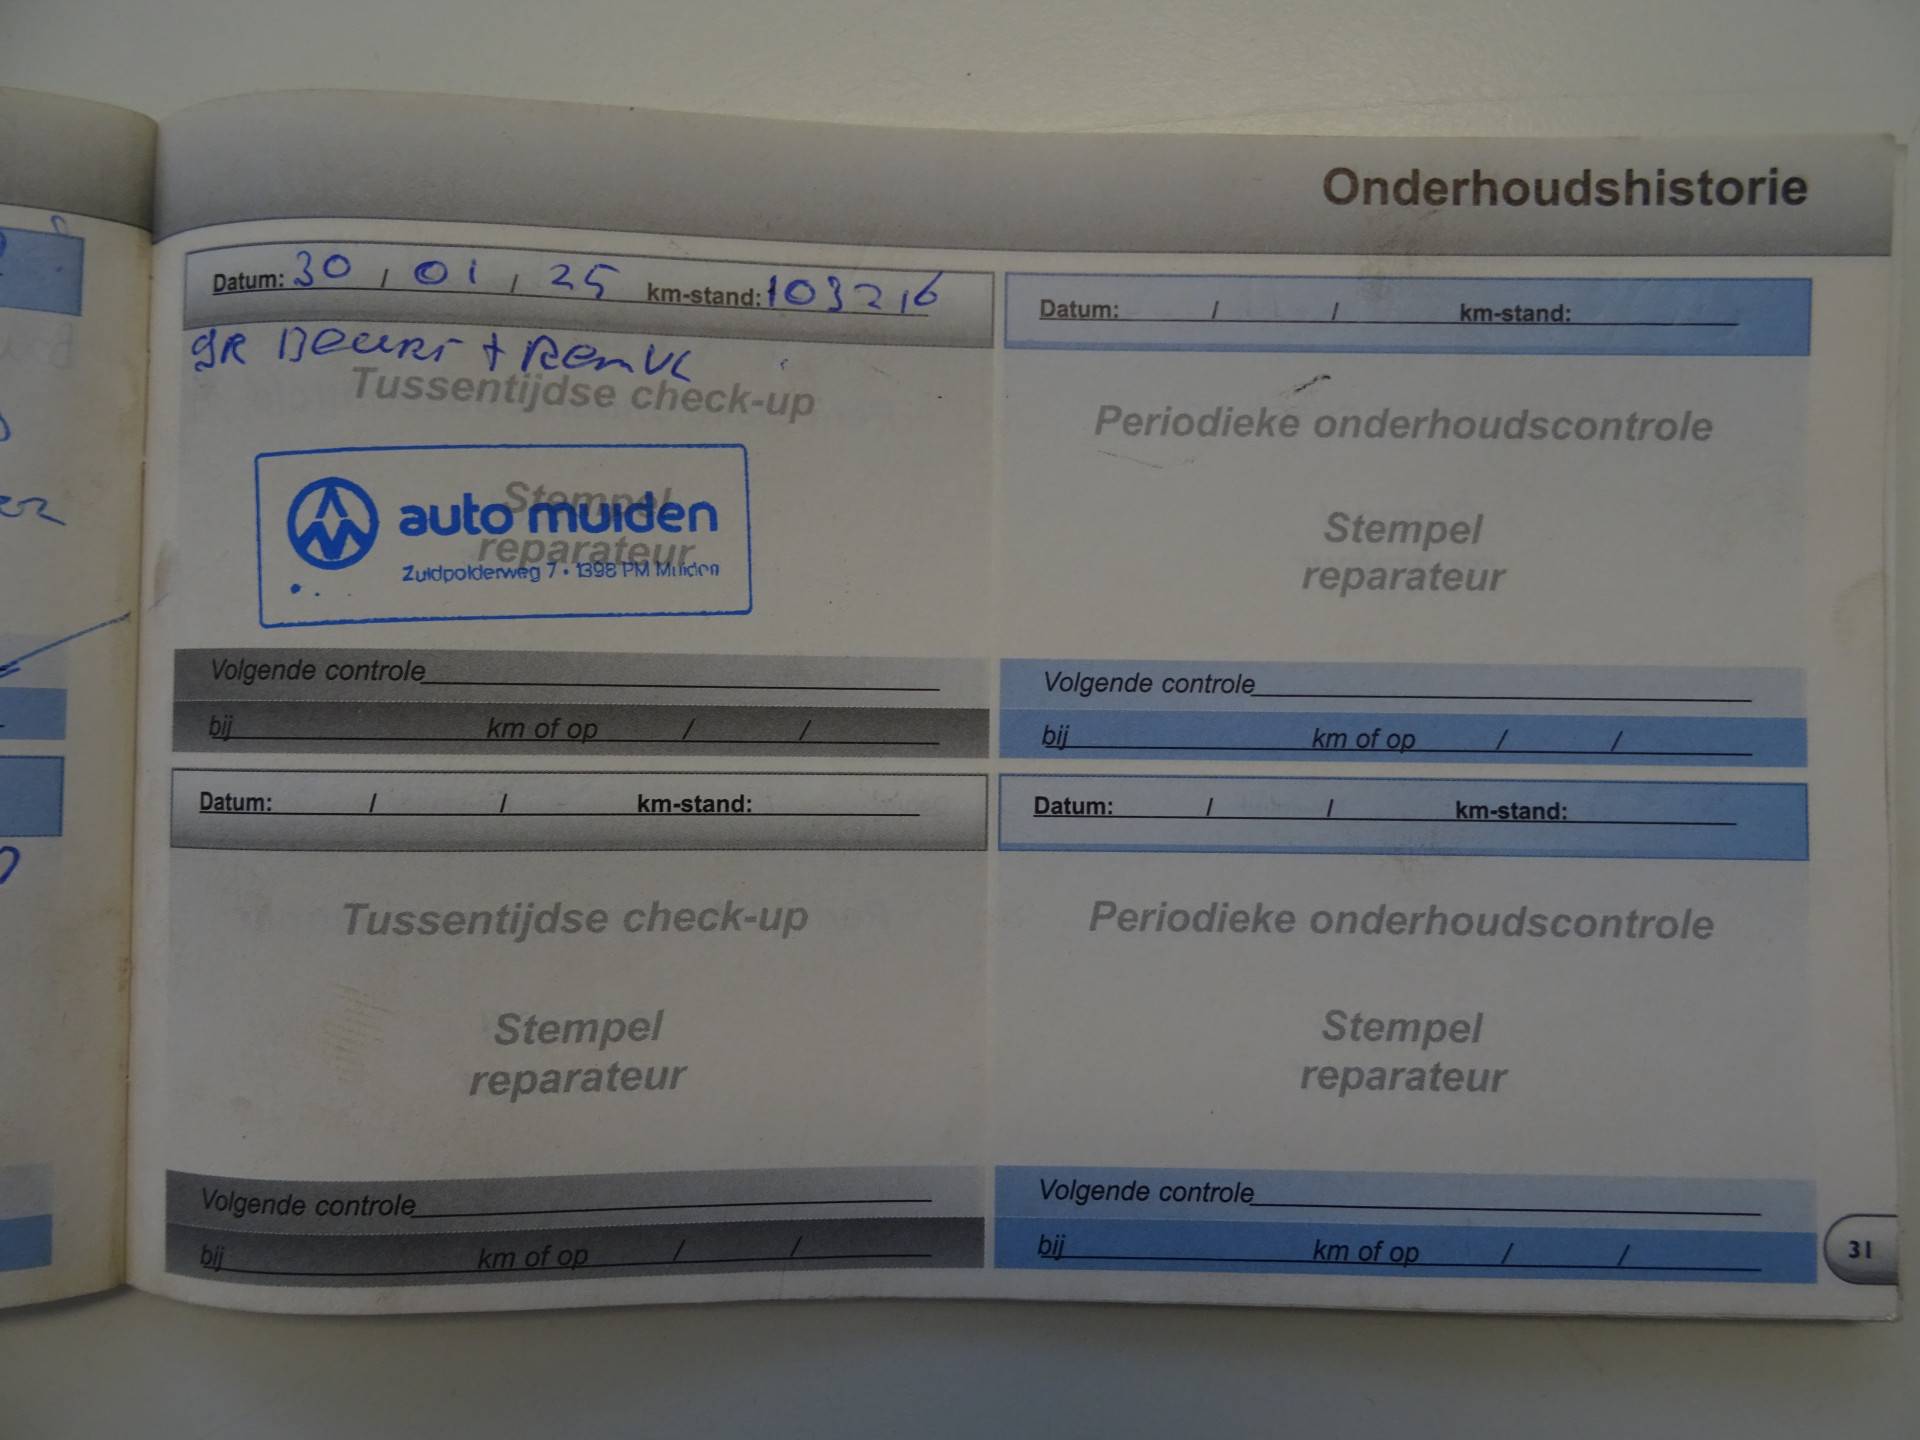 Onderhoudshistorie
Datum: 30 / 01 / 25 km-stand: 103216
gR Beurt + Remvl
Tussentijdse check-up
Stempel
reparateur
auto muiden
Zuidpolderweg 7 • 1398 PM Muiden
Volgende controle
bij km of op / /
Datum: / / km-stand:
Periodieke onderhoudscontrole
Stempel
reparateur
Volgende controle
bij km of op / /
Datum: / / km-stand:
Tussentijdse check-up
Stempel
reparateur
Volgende controle
bij km of op / /
Datum: / / km-stand:
Periodieke onderhoudscontrole
Stempel
reparateur
Volgende controle
bij km of op / /
31